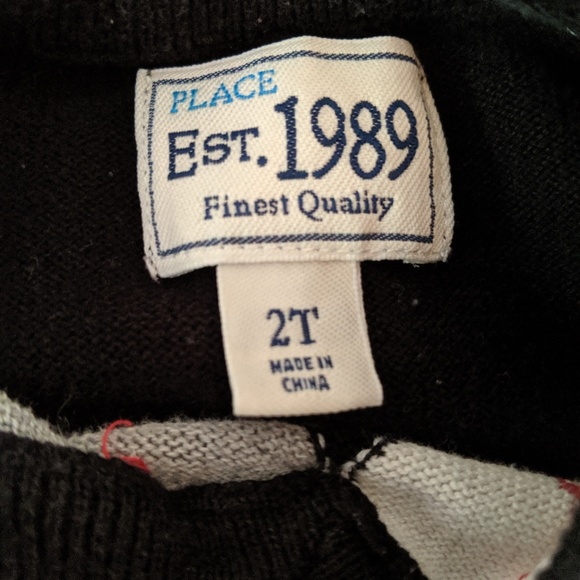 PLACE
EST. 1989
Finest Quality
2T
MADE IN
CHINA